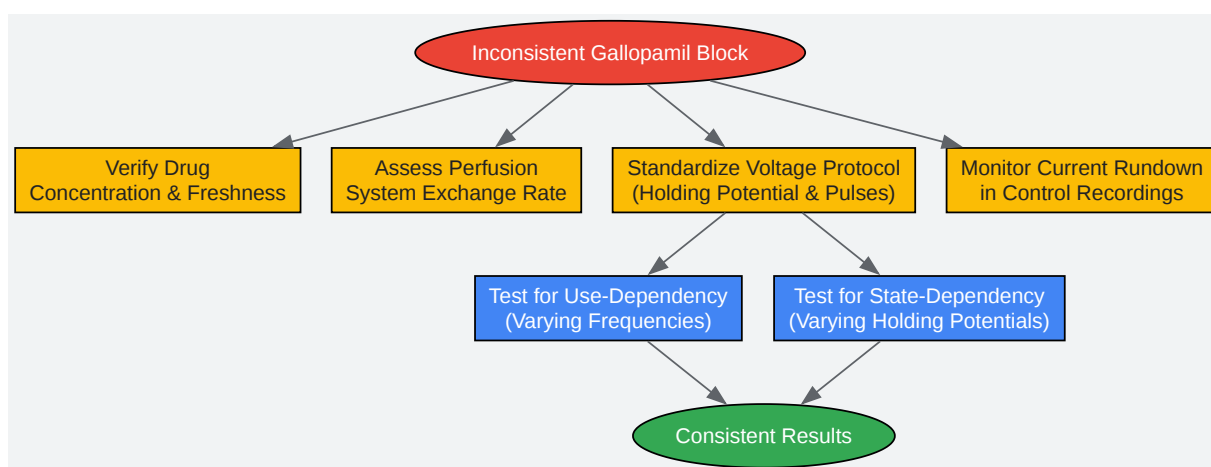 Inconsistent Gallopamil Block
Verify Drug
Concentration & Freshness
Assess Perfusion
System Exchange Rate
Standardize Voltage Protocol
(Holding Potential & Pulses)
Monitor Current Rundown
in Control Recordings
Test for Use-Dependency
(Varying Frequencies)
Test for State-Dependency
(Varying Holding Potentials)
Consistent Results